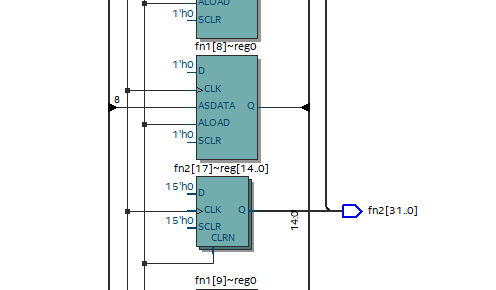 ALOAD
1'h0
SCLR
fn1[8]~reg0
1'h0
D
CLK
8
ASDATA Q
ALOAD
1'h0
SCLR
fn2[17]~reg[14..0]
15'h0
D
CLK Q
14:0
fn2[31..0]
15'h0
SCLR
CLRN
fn1[9]~reg0